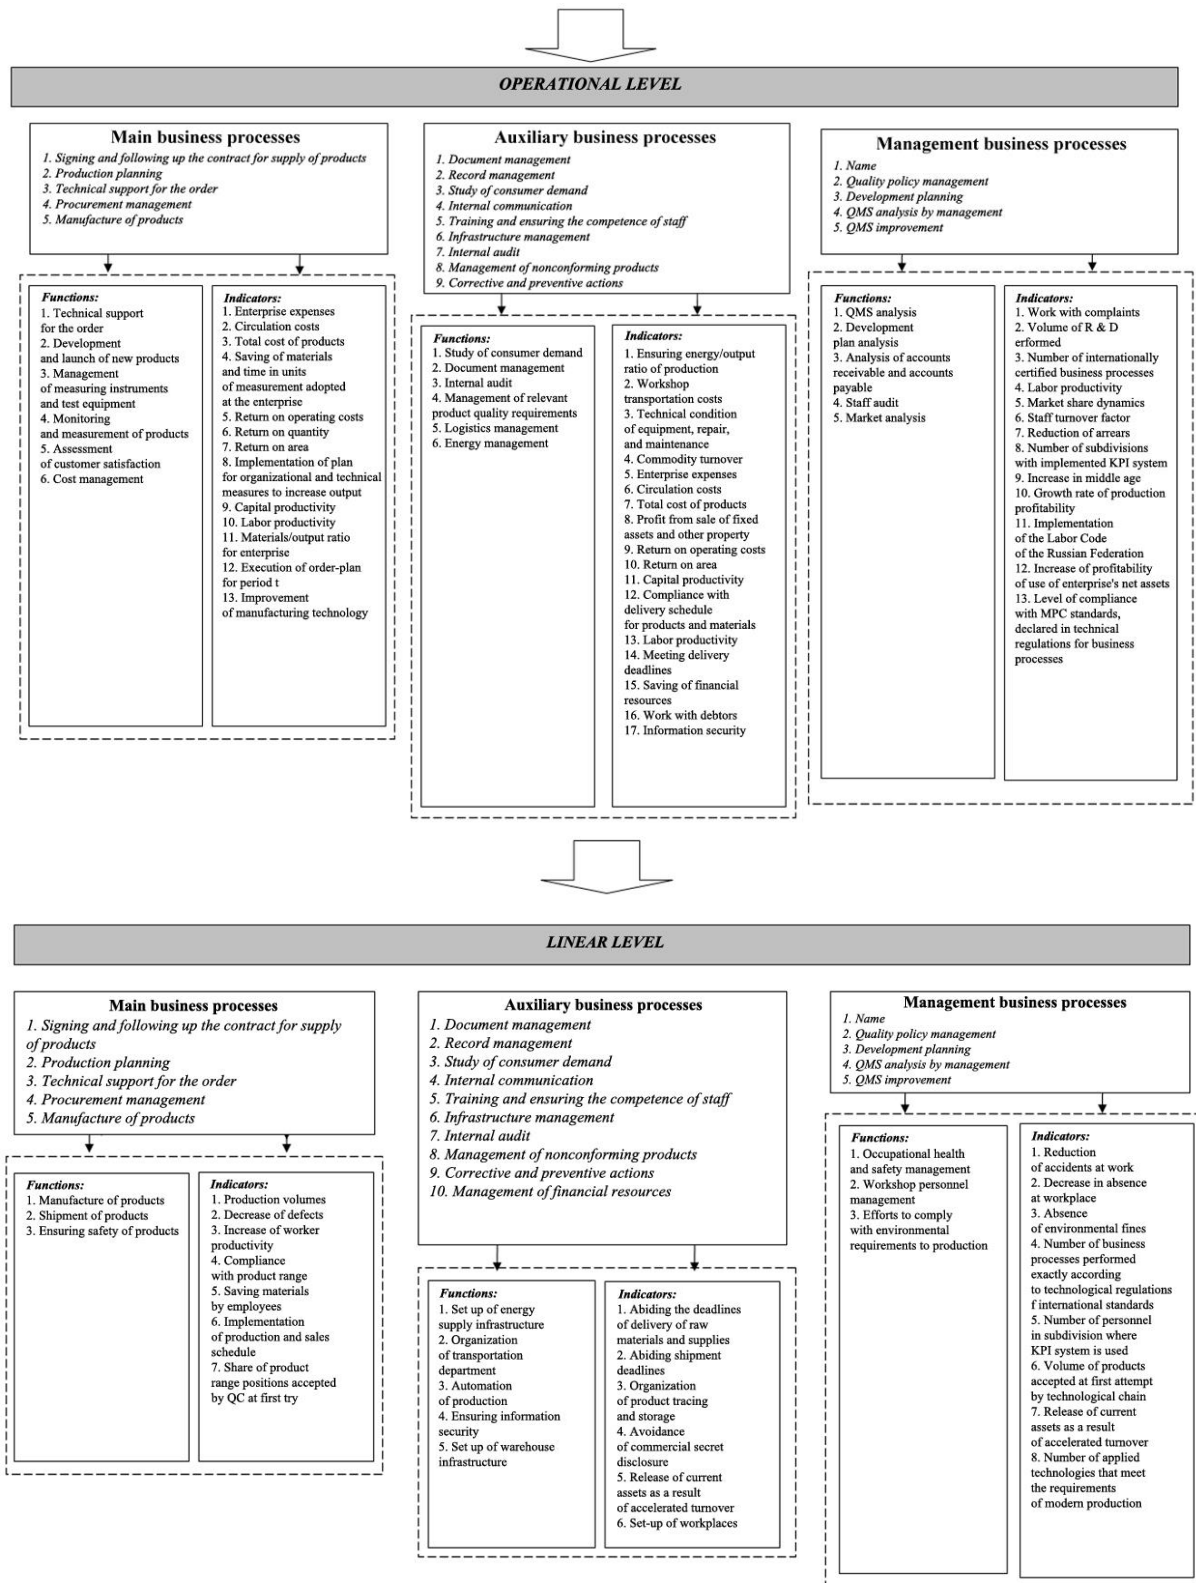 OPERATIONAL LEVEL
Main business processes
1. Signing and following up the contract for supply of products
2. Production planning
3. Technical support for the order
4. Procurement management
5. Manufacture of products
Functions:
1. Technical support
for the order
2. Development
and launch of new products
3. Management
of measuring instruments
and test equipment
4. Monitoring
and measurement of products
5. Assessment
of customer satisfaction
6. Cost management
Indicators:
1. Enterprise expenses
2. Circulation costs
3. Total cost of products
4. Saving of materials
and time in units
of measurement adopted
at the enterprise
5. Return on operating costs
6. Return on quantity
7. Return on area
8. Implementation of plan
for organizational and technical
measures to increase output
9. Capital productivity
10. Labor productivity
11. Materials/output ratio
for enterprise
12. Execution of order-plan
for period t
13. Improvement
of manufacturing technology
Auxiliary business processes
1. Document management
2. Record management
3. Study of consumer demand
4. Internal communication
5. Training and ensuring the competence of staff
6. Infrastructure management
7. Internal audit
8. Management of nonconforming products
9. Corrective and preventive actions
Functions:
1. Study of consumer demand
2. Document management
3. Internal audit
4. Management of relevant
product quality requirements
5. Logistics management
6. Energy management
Indicators:
1. Ensuring energy/output
ratio of production
2. Workshop
transportation costs
3. Technical condition
of equipment, repair,
and maintenance
4. Commodity turnover
5. Enterprise expenses
6. Circulation costs
7. Total cost of products
8. Profit from sale of fixed
assets and other property
9. Return on operating costs
10. Return on area
11. Capital productivity
12. Compliance with
delivery schedule
for products and materials
13. Labor productivity
14. Meeting delivery
deadlines
15. Saving of financial
resources
16. Work with debtors
17. Information security
Management business processes
1. Name
2. Quality policy management
3. Development planning
4. QMS analysis by management
5. QMS improvement
Functions:
1. QMS analysis
2. Development
plan analysis
3. Analysis of accounts
receivable and accounts
payable
4. Staff audit
5. Market analysis
Indicators:
1. Work with complaints
2. Volume of R & D
erformed
3. Number of internationally
certified business processes
4. Labor productivity
5. Market share dynamics
6. Staff turnover factor
7. Reduction of arrears
8. Number of subdivisions
with implemented KPI system
9. Increase in middle age
10. Growth rate of production
profitability
11. Implementation
of the Labor Code
of the Russian Federation
12. Increase of profitability
of use of enterprise's net assets
13. Level of compliance
with MPC standards,
declared in technical
regulations for business
processes
LINEAR LEVEL
Main business processes
1. Signing and following up the contract for supply
of products
2. Production planning
3. Technical support for the order
4. Procurement management
5. Manufacture of products
Functions:
1. Manufacture of products
2. Shipment of products
3. Ensuring safety of products
Indicators:
1. Production volumes
2. Decrease of defects
3. Increase of worker
productivity
4. Compliance
with product range
5. Saving materials
by employees
6. Implementation
of production and sales
schedule
7. Share of product
range positions accepted
by QC at first try
Auxiliary business processes
1. Document management
2. Record management
3. Study of consumer demand
4. Internal communication
5. Training and ensuring the competence of staff
6. Infrastructure management
7. Internal audit
8. Management of nonconforming products
9. Corrective and preventive actions
10. Management of financial resources
Functions:
1. Set up of energy
supply infrastructure
2. Organization
of transportation
department
3. Automation
of production
4. Ensuring information
security
5. Set up of warehouse
infrastructure
Indicators:
1. Abiding the deadlines
of delivery of raw
materials and supplies
2. Abiding shipment
deadlines
3. Organization
of product tracing
and storage
4. Avoidance
of commercial secret
disclosure
5. Release of current
assets as a result
of accelerated turnover
6. Set-up of workplaces
Management business processes
1. Name
2. Quality policy management
3. Development planning
4. QMS analysis by management
5. QMS improvement
Functions:
1. Occupational health
and safety management
2. Workshop personnel
management
3. Efforts to comply
with environmental
requirements to production
Indicators:
1. Reduction
of accidents at work
2. Decrease in absence
at workplace
3. Absence
of environmental fines
4. Number of business
processes performed
exactly according
to technological regulations
f international standards
5. Number of personnel
in subdivision where
KPI system is used
6. Volume of products
accepted at first attempt
by technological chain
7. Release of current
assets as a result
of accelerated turnover
8. Number of applied
technologies that meet
the requirements
of modern production